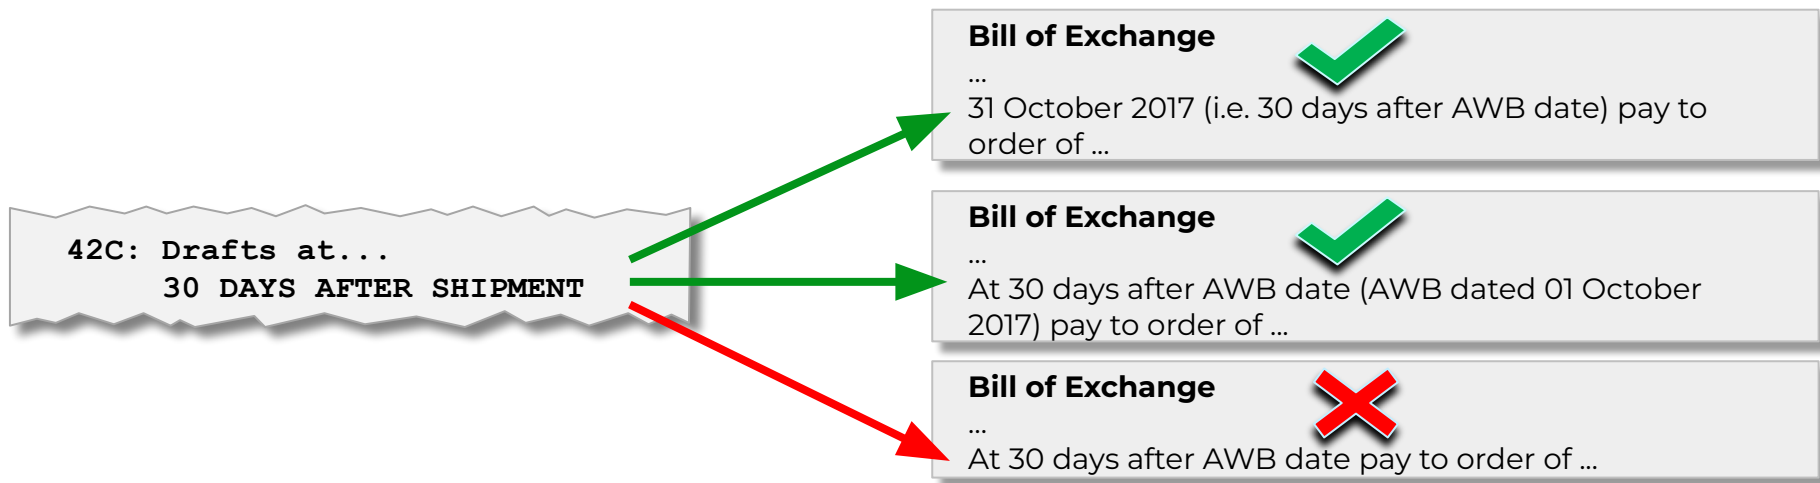 42C: Drafts at...
30 DAYS AFTER SHIPMENT
Bill of Exchange
...
31 October 2017 (i.e. 30 days after AWB date) pay to
order of ...
Bill of Exchange
...
At 30 days after AWB date (AWB dated 01 October
2017) pay to order of ...
Bill of Exchange
...
At 30 days after AWB date pay to order of ...